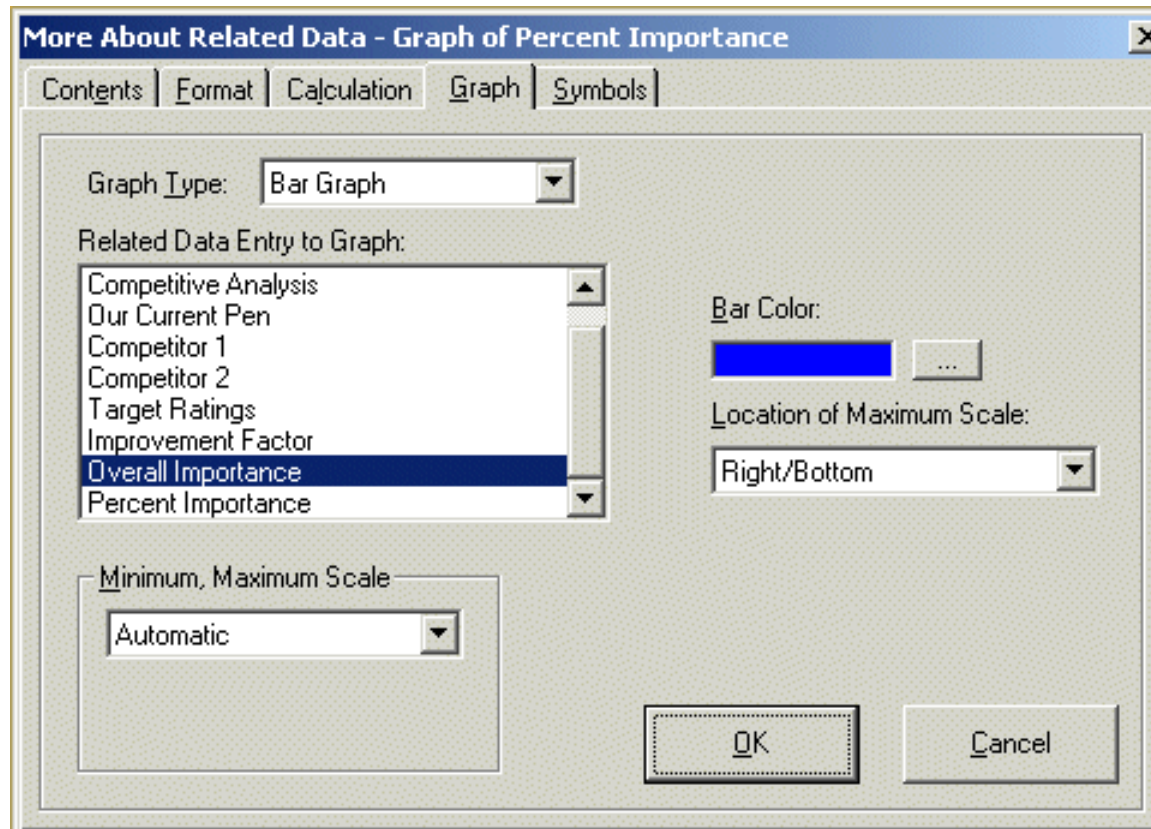 More About Related Data - Graph of Percent Importance
Contents Format Calculation Graph Symbols
Graph Type: Bar Graph
Related Data Entry to Graph:
Competitive Analysis
Our Current Pen
Competitor 1
Competitor 2
Target Ratings
Improvement Factor
Overall Importance
Percent Importance
Bar Color:
...
Location of Maximum Scale:
Right/Bottom
Minimum, Maximum Scale
Automatic
OK Cancel